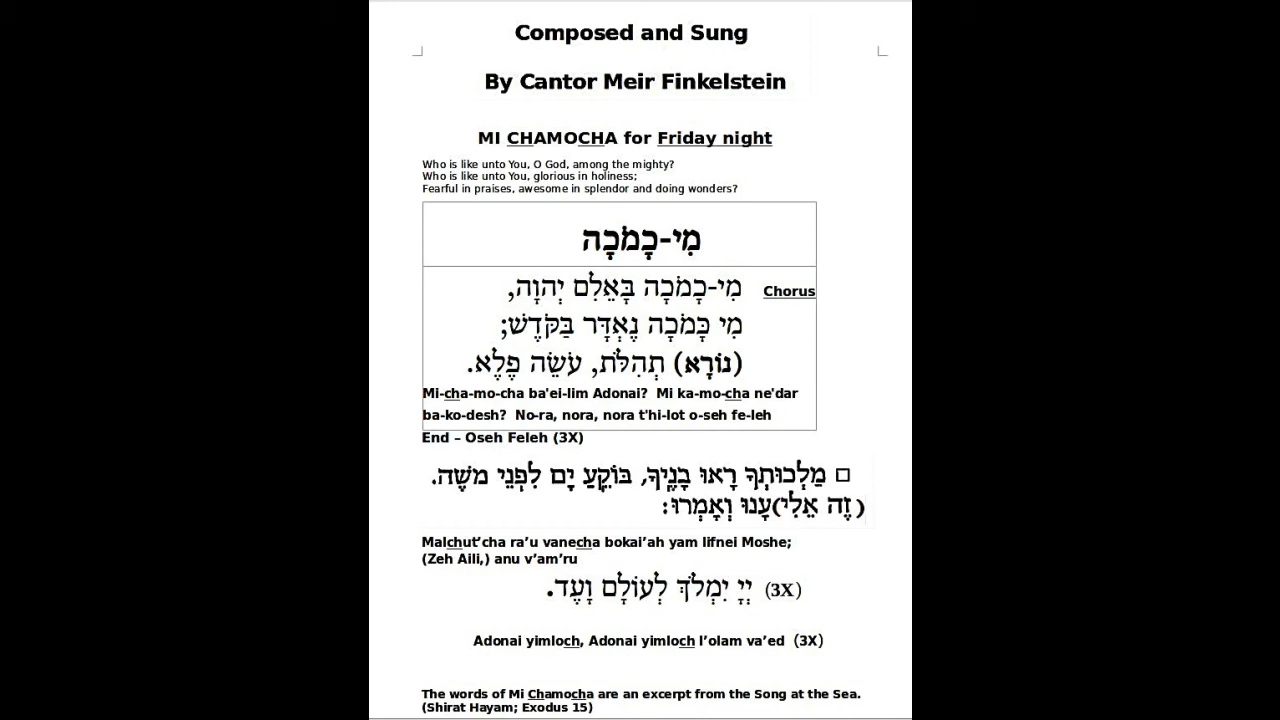 Composed and Sung
By Cantor Meir Finkelstein
MI CHAMOCHA for Friday night
Who is like unto You, O God, among the mighty?
Who is like unto You, glorious in holiness;
Fearful in praises, awesome in splendor and doing wonders?
מִי-כָמֹכָה
Chorus מִי-כָמֹכָה בָּאֵלִם יְהוָה,
מִי כָּמֹכָה נֶאְדָּר בַּקֹּדֶשׁ;
(נוֹרָא) תְהִלֹּת, עֹשֵׂה פֶלֶא.
Mi-cha-mo-cha ba'ei-lim Adonai? Mi ka-mo-cha ne'dar
ba-ko-desh? No-ra, nora, nora t'hi-lot o-seh fe-leh
End – Oseh Feleh (3X)
□ מַלְכוּתְךָ רָאוּ בָנֶיךָ, בּוֹקֵעַ יָם לִפְנֵי מֹשֶׁה.
(זֶה אֵלִי)עָנוּ וְאָמְרוּ:
Malchut’cha ra’u vanecha bokai’ah yam lifnei Moshe;
(Zeh Aili,) anu v’am’ru
(3X) יְיָ יִמְלֹךְ לְעוֹלָם וָעֶד.
Adonai yimloch, Adonai yimloch l’olam va’ed (3X)
The words of Mi Chamocha are an excerpt from the Song at the Sea.
(Shirat Hayam; Exodus 15)